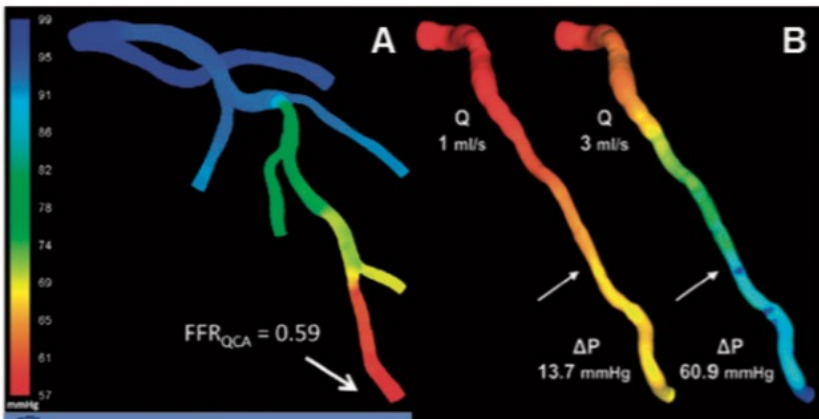 99
95
91
86
82
78
74
69
65
61
57
mmHg
A
FFRQCA = 0.59
B
Q
1 ml/s
Q
3 ml/s
ΔP
13.7 mmHg
ΔP
60.9 mmHg